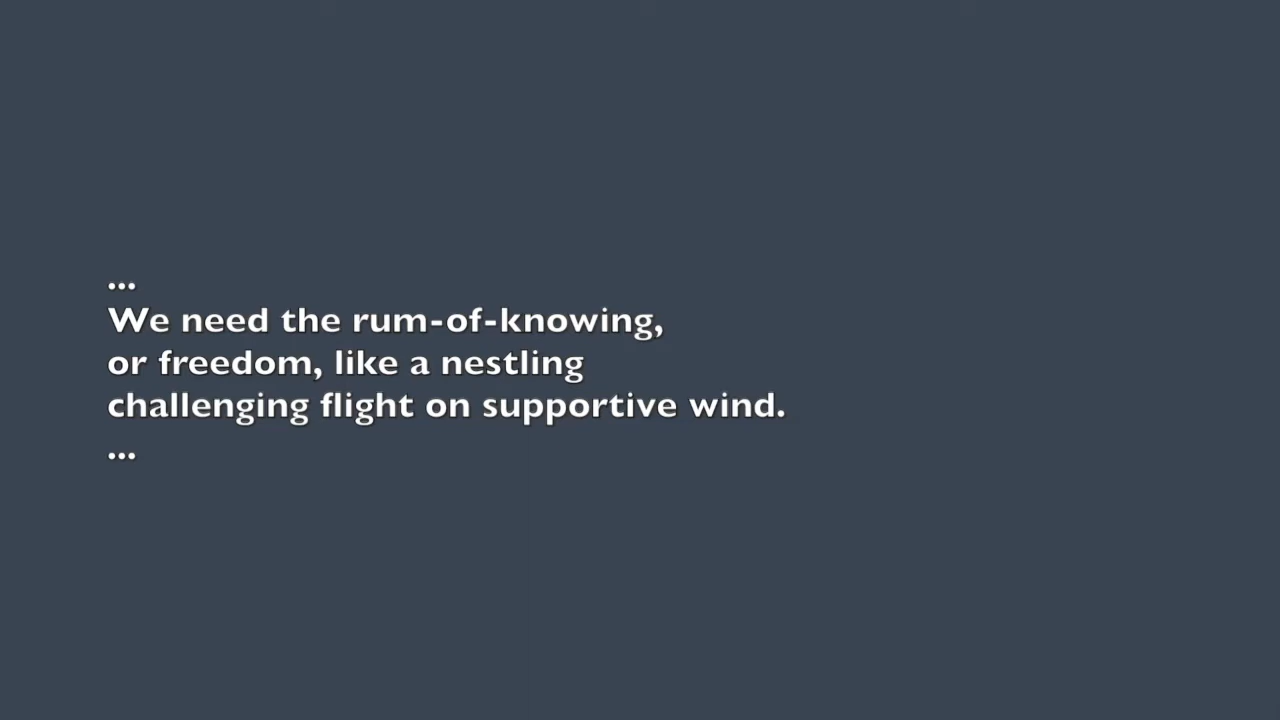 ...
We need the rum-of-knowing,
or freedom, like a nestling
challenging flight on supportive wind.
...